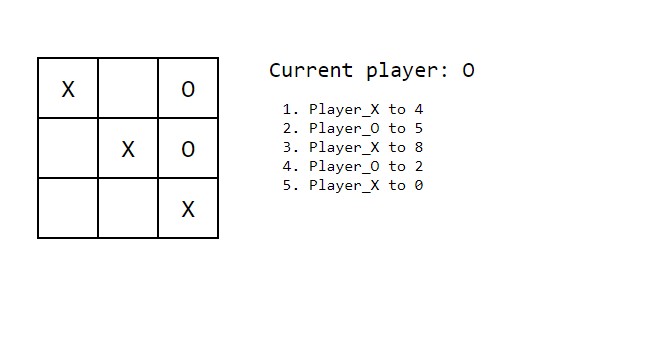 Current player: O
X O
X O
X
1. Player_X to 4
2. Player_O to 5
3. Player_X to 8
4. Player_O to 2
5. Player_X to 0